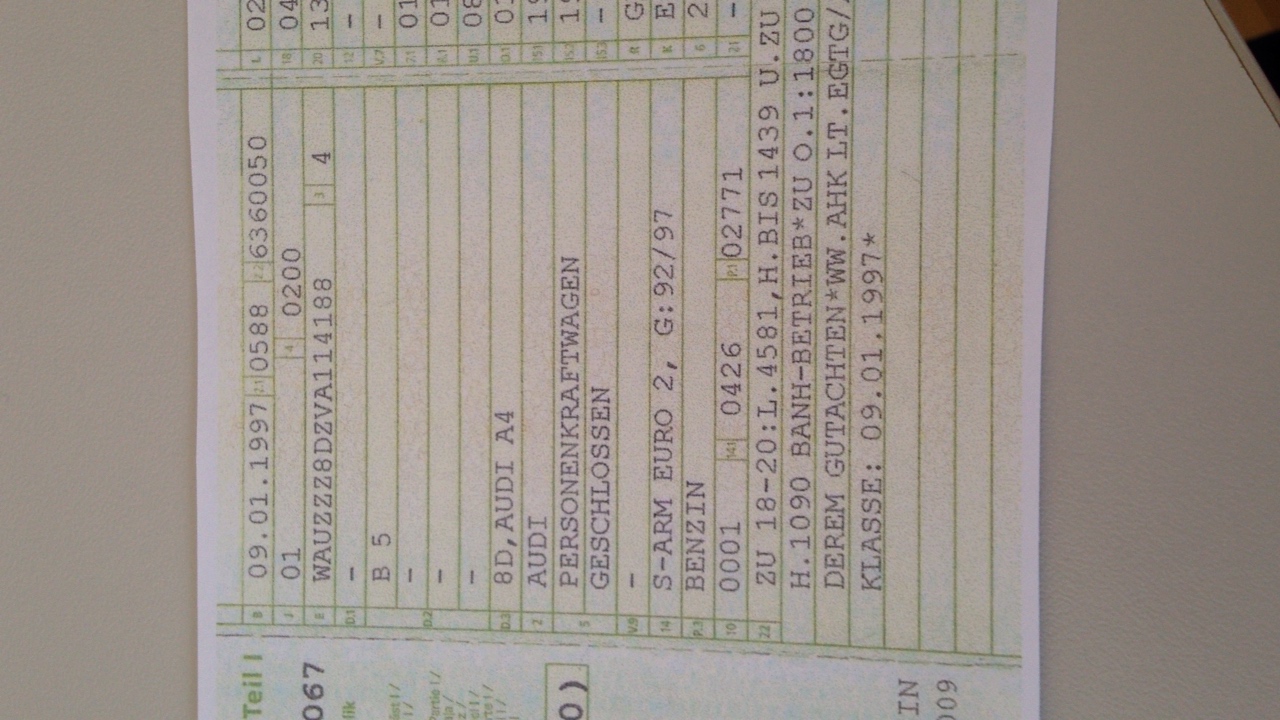 Teil I
067
fik
B 09.01.1997 2.1 0588 2.2 6360050
J 01 4 0200
E WAUZZZ8DZVA114188 3 4
D.1 –
D.2 B 5
–
–
–
D.3 8D,AUDI A4
2 AUDI
5 PERSONENKRAFTWAGEN
GESCHLOSSEN
V.9 –
14 S-ARM EURO 2, G:92/97
P.3 BENZIN
10 0001 14.1 0426 P.1 02771
22 ZU 18-20:L.4581,H.BIS 1439 U.ZU
H.1090 BANH-BETRIEB*ZU O.1:1800
DEREM GUTACHTEN*WW.AHK LT.EGTG/
KLASSE: 09.01.1997*
0)
IN
009
L 02
18 04
20 13
12 –
V.7 –
7.1 01
8.1 01
U.1 08
O.1 01
15.1 19
15.2 19
15.3 –
R G
K E
6 2
21 –